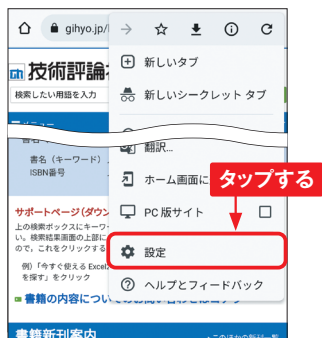 gihyo.jp/
新しいタブ
技術評論
検索したい用語を入力
新しいシークレット タブ
翻訳...
書名（キーワード）
ISBN番号
ホーム画面に
タップする
サポートページ（ダウン
PC 版サイト
上の検索ボックスにキーワ
い。検索結果画面の上部に
ので、これをクリックする
設定
例）「今すぐ使える Excel
を探す」をクリック
ヘルプとフィードバック
書籍の内容につい
書籍新刊案内